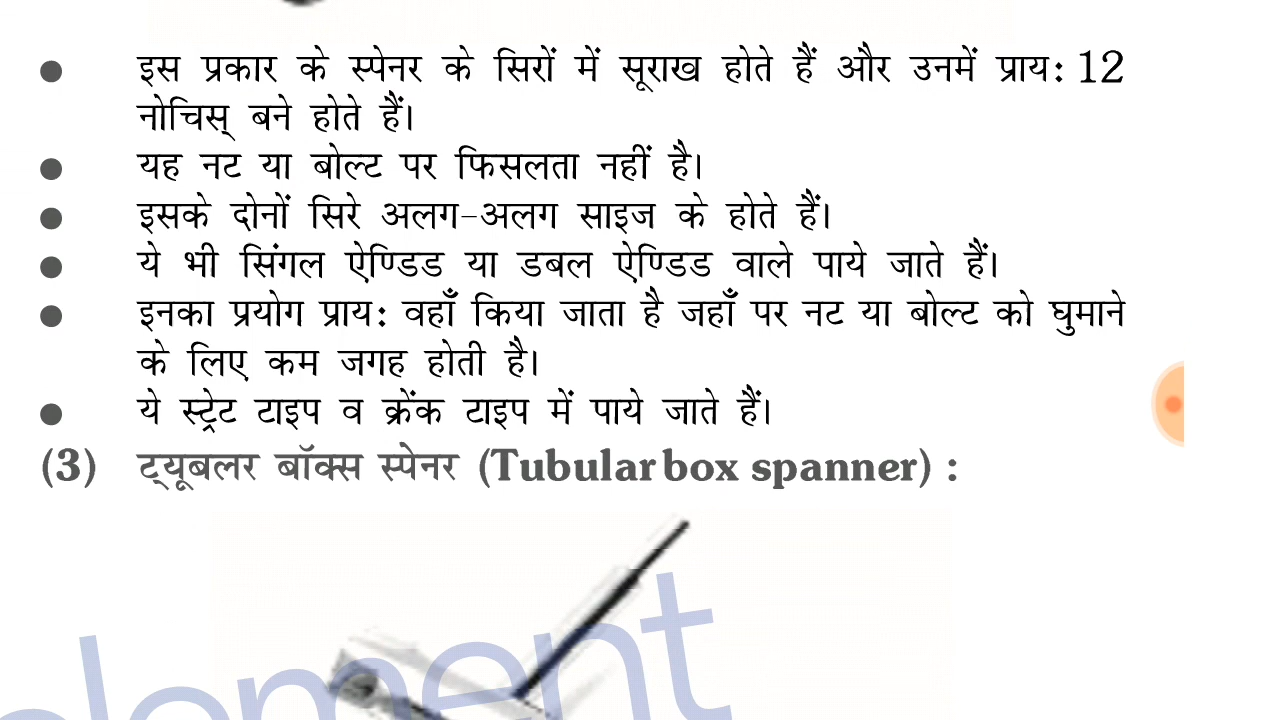 ● इस प्रकार के स्पेनर के सिरों में सूराख होते हैं और उनमें प्राय: 12
नोचिस् बने होते हैं।
● यह नट या बोल्ट पर फिसलता नहीं है।
● इसके दोनों सिरे अलग-अलग साइज के होते हैं।
● ये भी सिंगल ऐण्डिड या डबल ऐण्डिड वाले पाये जाते हैं।
● इनका प्रयोग प्राय: वहाँ किया जाता है जहाँ पर नट या बोल्ट को घुमाने
के लिए कम जगह होती है।
● ये स्ट्रेट टाइप व क्रेंक टाइप में पाये जाते हैं।
(3) ट्यूबलर बॉक्स स्पेनर (Tubular box spanner) :
element